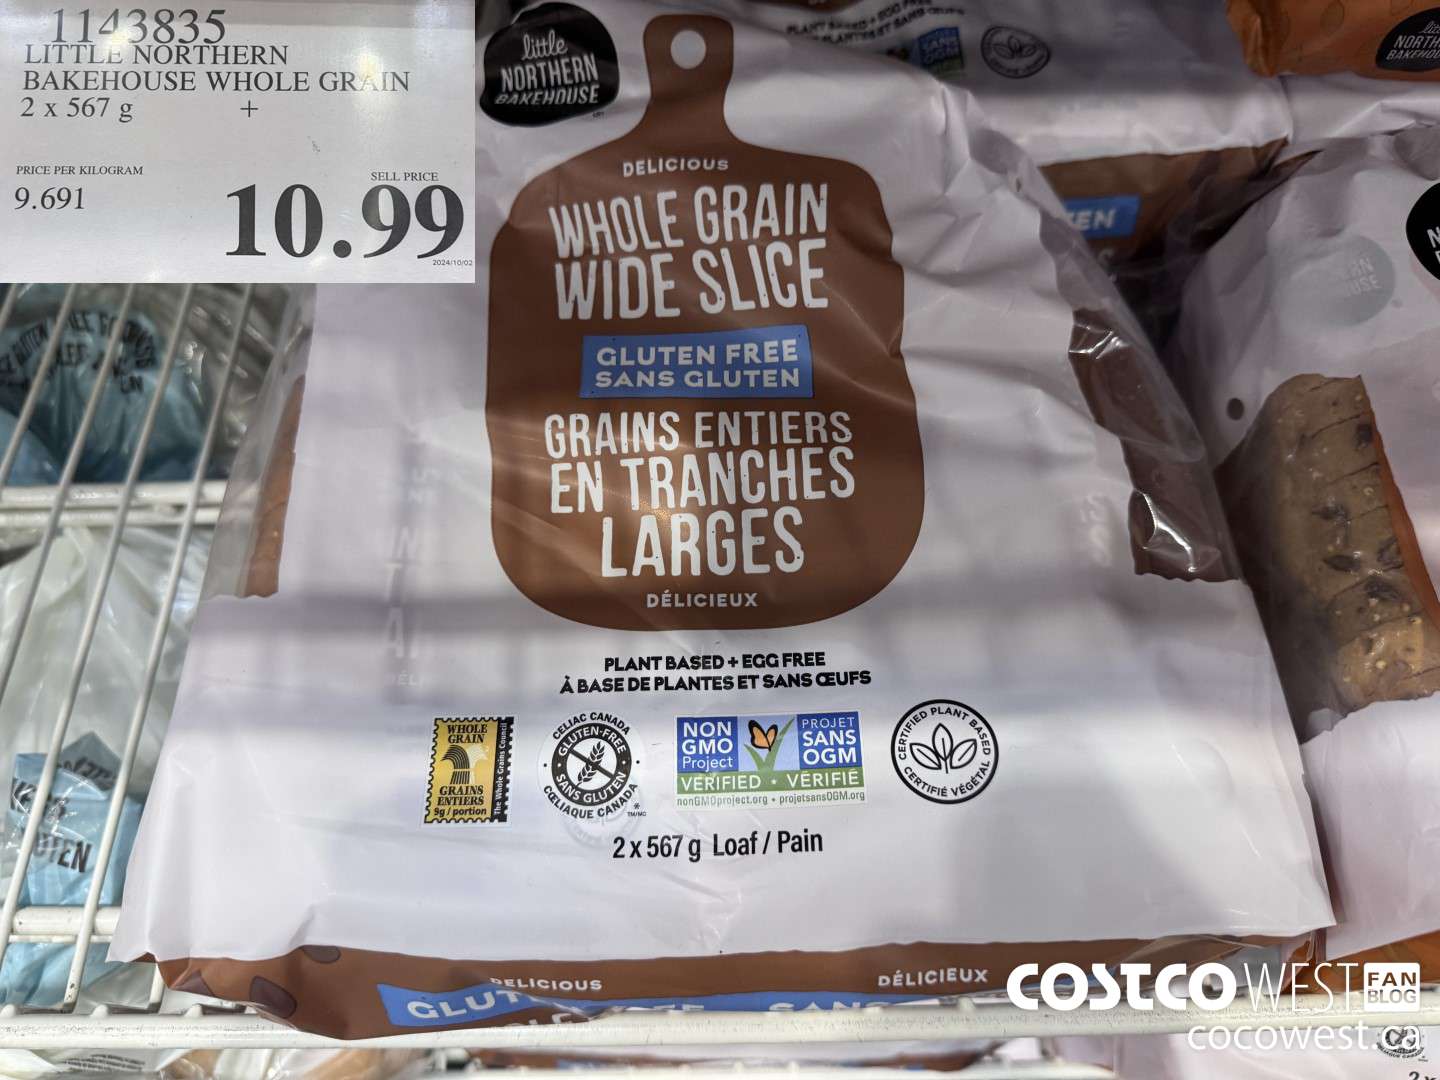 1143835
LITTLE NORTHERN
BAKEHOUSE WHOLE GRAIN
2 x 567 g +
PRICE PER KILOGRAM
9.691
SELL PRICE
10.99
2024/10/02
little
NORTHERN
BAKEHOUSE
DELICIOUS
WHOLE GRAIN
WIDE SLICE
GLUTEN FREE
SANS GLUTEN
GRAINS ENTIERS
EN TRANCHES
LARGES
DÉLICIEUX
PLANT BASED + EGG FREE
À BASE DE PLANTES ET SANS ŒUFS
WHOLE
GRAIN
GRAINS
ENTIERS
9g / portion
The Whole Grains Council
CELIAC CANADA
GLUTEN-FREE
SANS GLUTEN
CŒLIAQUE CANADA
*
TM/MC
NON
GMO
Project
PROJET
SANS
OGM
VERIFIED • VÉRIFIÉ
nonGMOproject.org • projetsansOGM.org
CERTIFIED PLANT BASED
CERTIFIÉ VÉGÉTAL
2 x 567 g Loaf / Pain
DELICIOUS
DÉLICIEUX
COSTCO WEST
FAN
BLOG
cocowest.ca